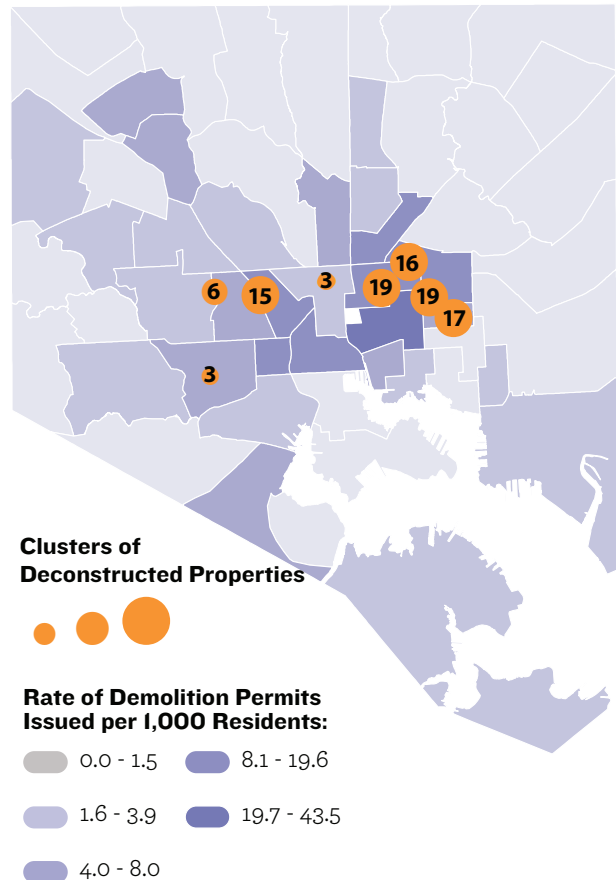 16
6
15
3
19
19
17
3
Clusters of
Deconstructed Properties
Rate of Demolition Permits
Issued per 1,000 Residents:
0.0 - 1.5
8.1 - 19.6
1.6 - 3.9
19.7 - 43.5
4.0 - 8.0